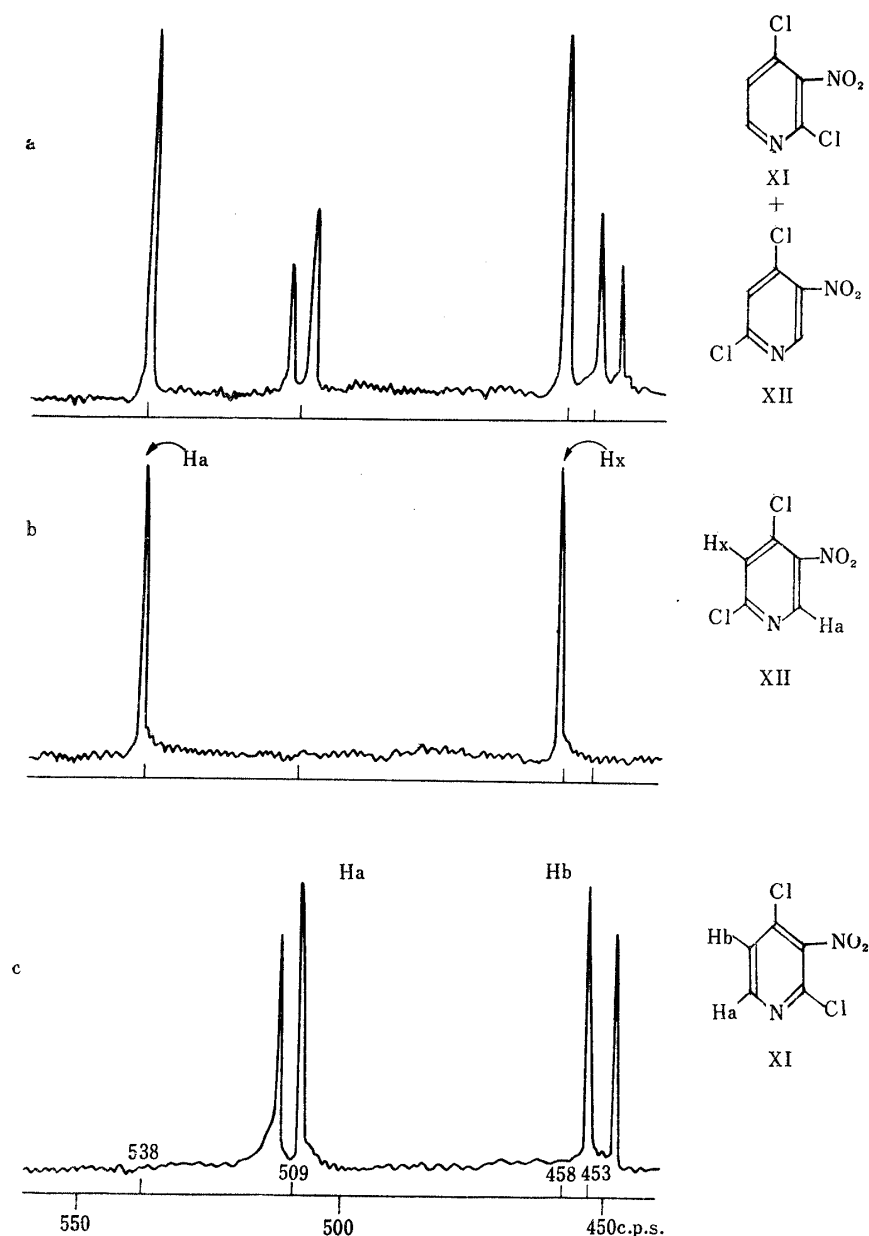 a
Cl
NO₂
N
Cl
XI
+
Cl
NO₂
Cl
N
XII
b
Ha
Hx
Cl
Hx
NO₂
Cl
N
Ha
XII
c
Ha
Hb
Cl
Hb
NO₂
Ha
N
Cl
XI
538
509
458
453
550
500
450c.p.s.